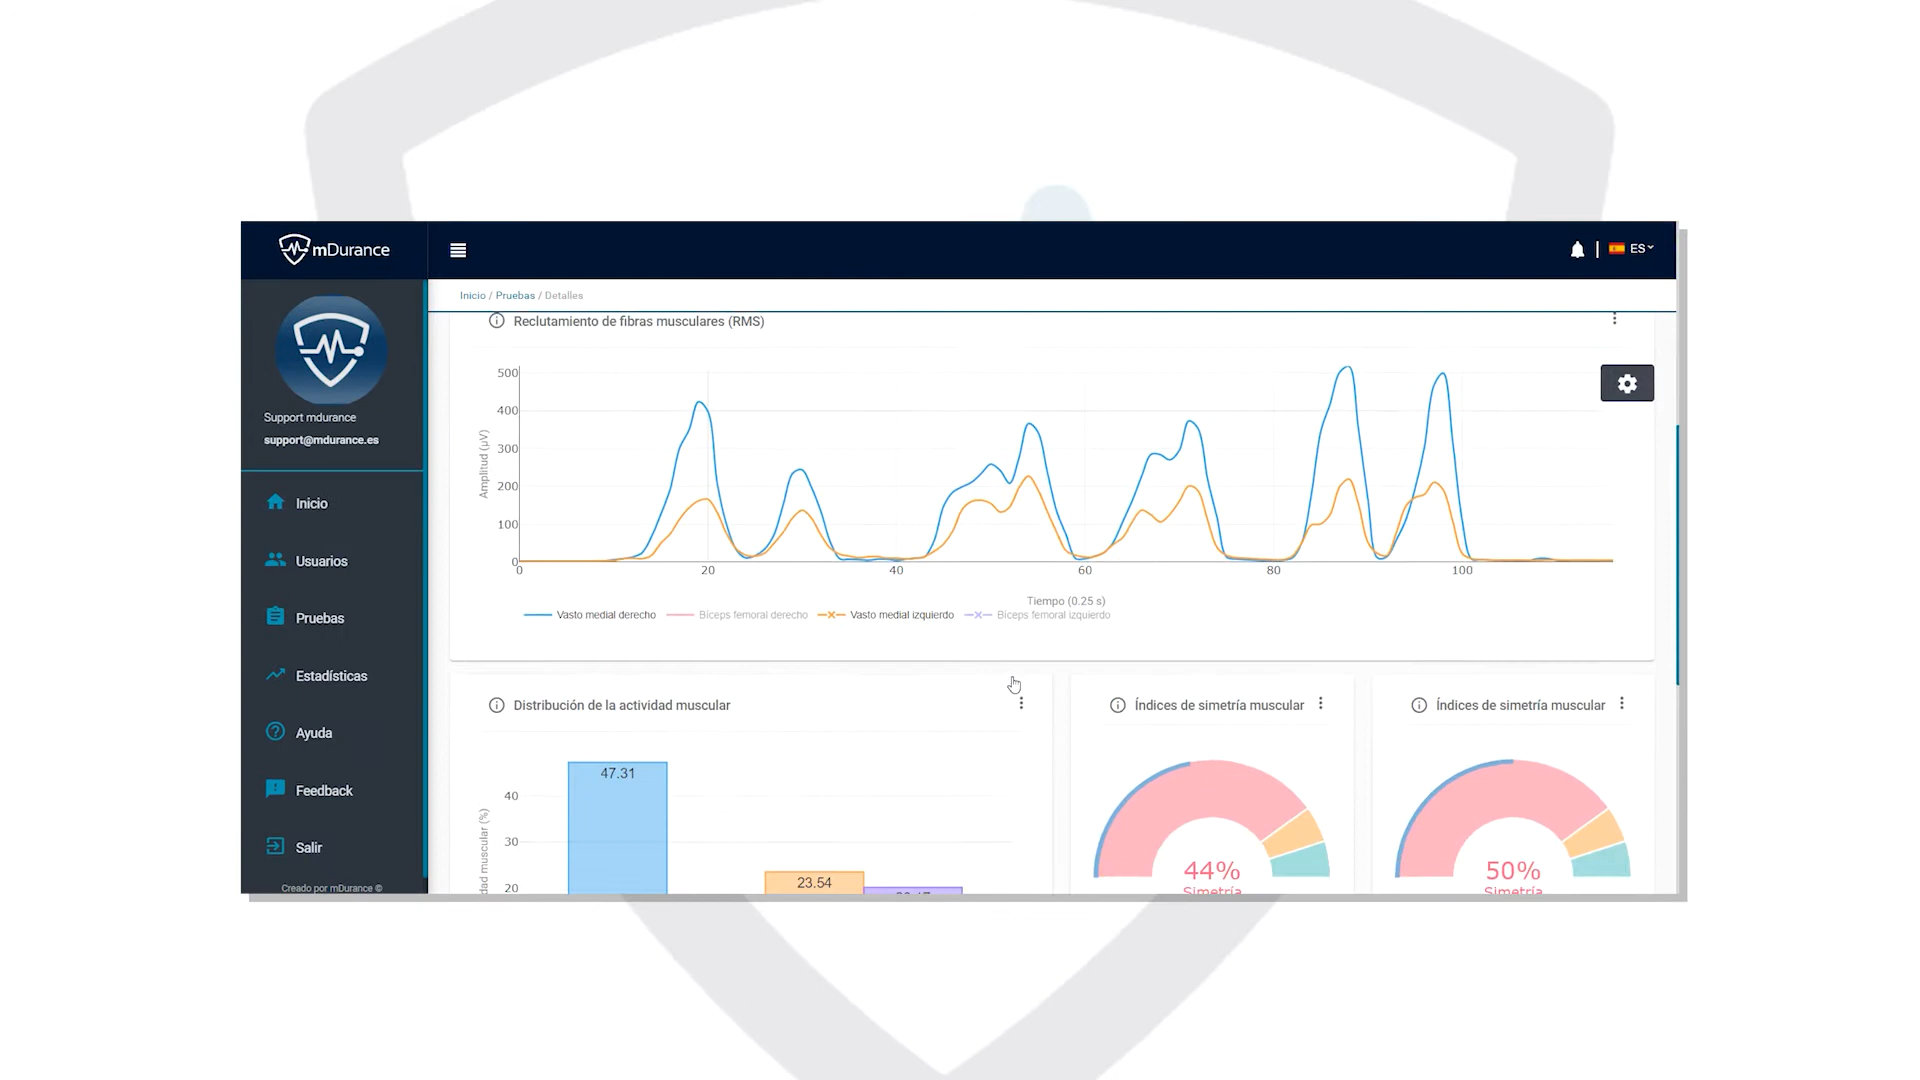 mDurance
ES
Support mdurance
support@mdurance.es
Inicio
Usuarios
Pruebas
Estadísticas
Ayuda
Feedback
Salir
Creado por mDurance ©
Inicio / Pruebas / Detalles
Reclutamiento de fibras musculares (RMS)
Amplitud (µV)
500
400
300
200
100
0
0 20 40 60 80 100
Tiempo (0.25 s)
Vasto medial derecho Bíceps femoral derecho Vasto medial izquierdo Bíceps femoral izquierdo
Distribución de la actividad muscular
muscular (%)
40
30
20
47.31
23.54
Índices de simetría muscular
44%
Simetría
Índices de simetría muscular
50%
Simetría